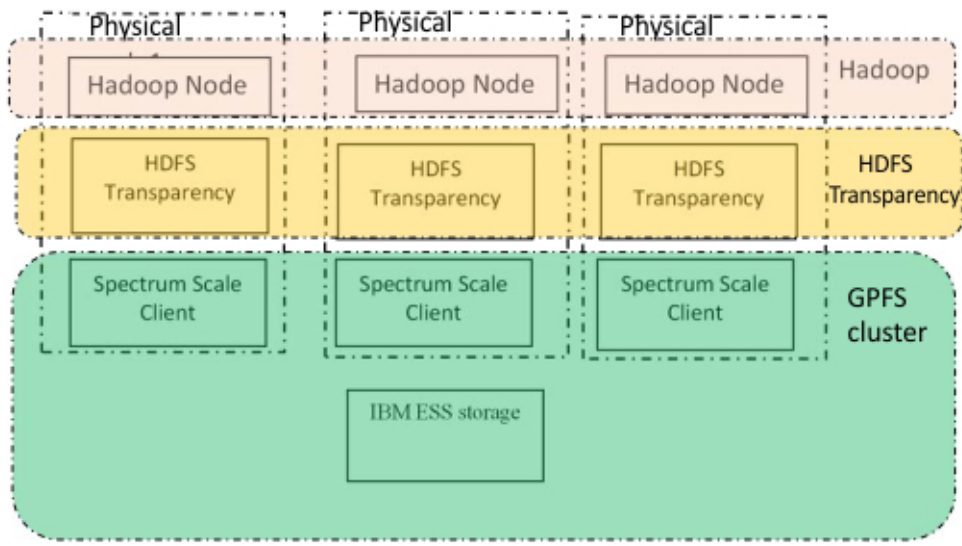 Physical
Physical
Physical
Hadoop Node
Hadoop Node
Hadoop Node
Hadoop
HDFS
Transparency
HDFS
Transparency
HDFS
Transparency
HDFS
Transparency
Spectrum Scale
Client
Spectrum Scale
Client
Spectrum Scale
Client
GPFS
cluster
IBM ESS storage